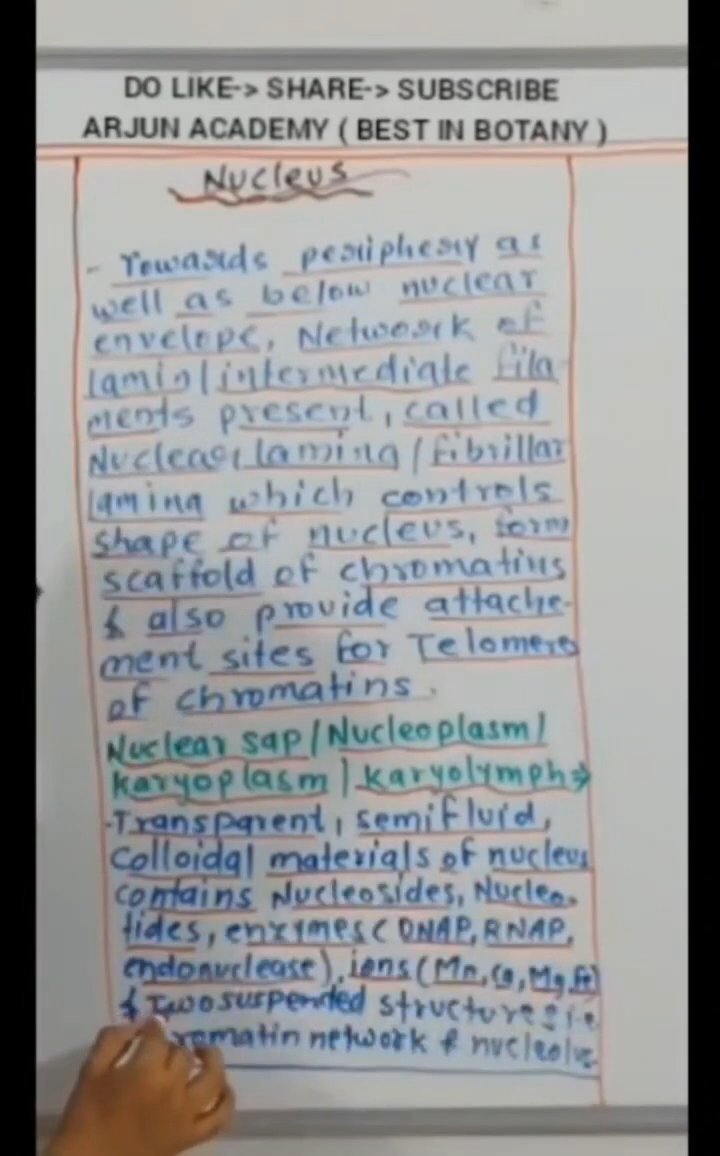 DO LIKE-> SHARE-> SUBSCRIBE
ARJUN ACADEMY ( BEST IN BOTANY )
Nucleus
- Towards periphery as
well as below nuclear
envelope, Network of
lamin/intermediate fila
ments present, called
Nuclear lamina/fibrillar
lamina which controls
shape of nucleus, form
scaffold of chromatins
& also provide attache-
ment sites for Telomere
of chromatins.
Nuclear sap/Nucleoplasm/
karyoplasm/karyolymph⇒
-Transparent, semifluid,
colloidal materials of nucleus
contains Nucleosides, Nucleo-
tides, enzymes (DNAP, RNAP,
endonuclease), ions (Mn, Ca, Mg, Fe)
& Two suspended structures i.e
romatin network & nucleolus